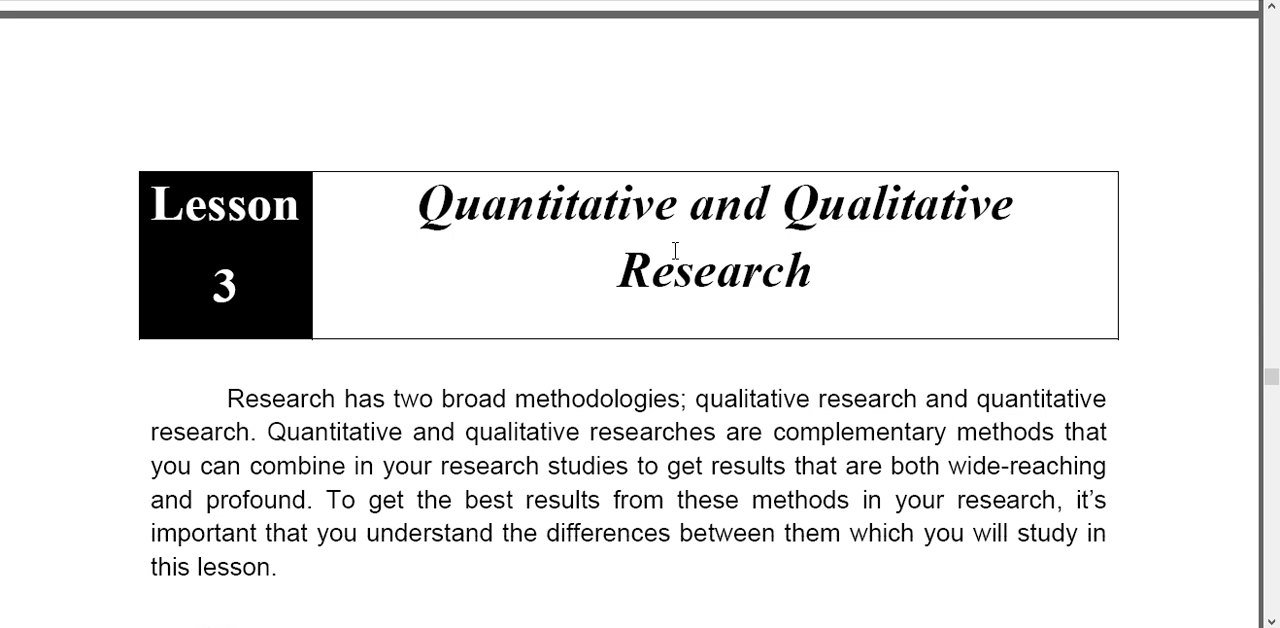 Lesson
3
Quantitative and Qualitative
Research
Research has two broad methodologies; qualitative research and quantitative
research. Quantitative and qualitative researches are complementary methods that
you can combine in your research studies to get results that are both wide-reaching
and profound. To get the best results from these methods in your research, it’s
important that you understand the differences between them which you will study in
this lesson.